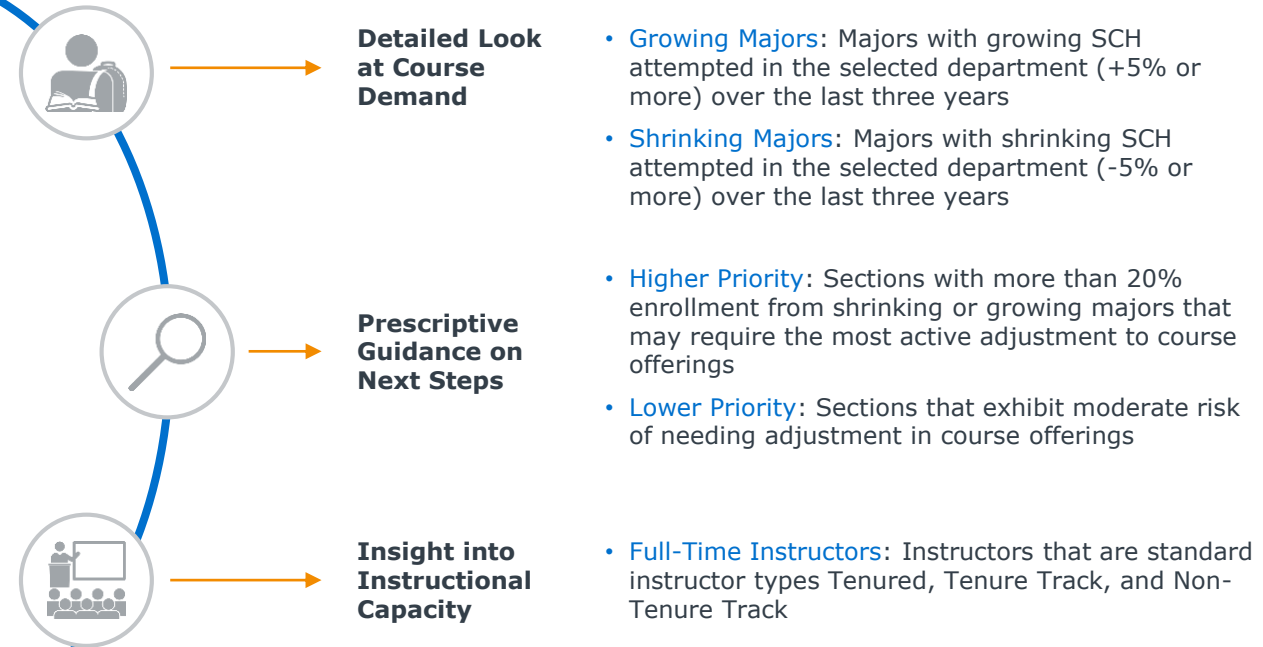 Detailed Look
at Course
Demand
• Growing Majors: Majors with growing SCH
attempted in the selected department (+5% or
more) over the last three years
• Shrinking Majors: Majors with shrinking SCH
attempted in the selected department (-5% or
more) over the last three years
Prescriptive
Guidance on
Next Steps
• Higher Priority: Sections with more than 20%
enrollment from shrinking or growing majors that
may require the most active adjustment to course
offerings
• Lower Priority: Sections that exhibit moderate risk
of needing adjustment in course offerings
Insight into
Instructional
Capacity
• Full-Time Instructors: Instructors that are standard
instructor types Tenured, Tenure Track, and Non-
Tenure Track